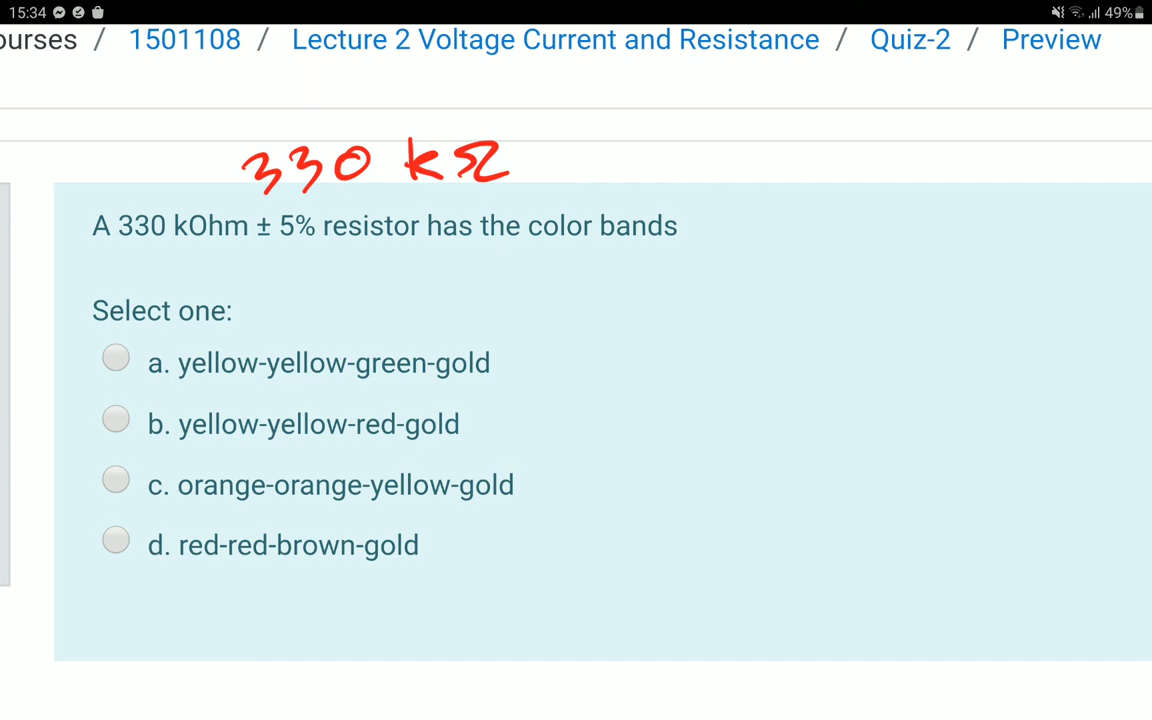 15:34 49%
ourses / 1501108 / Lecture 2 Voltage Current and Resistance / Quiz-2 / Preview
330 kΩ
A 330 kOhm ± 5% resistor has the color bands
Select one:
a. yellow-yellow-green-gold
b. yellow-yellow-red-gold
c. orange-orange-yellow-gold
d. red-red-brown-gold